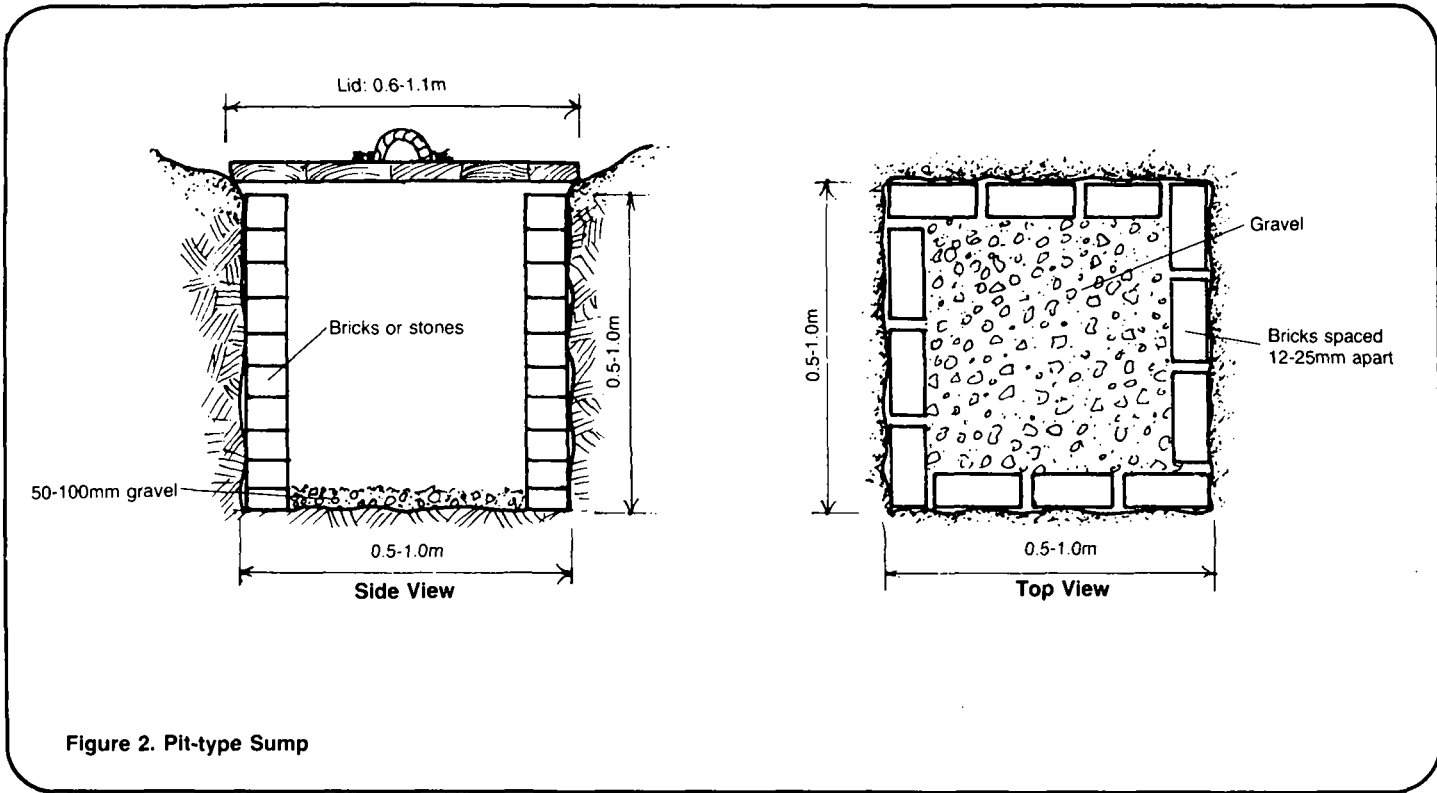 Lid: 0.6-1.1m
Bricks or stones
0.5-1.0m
50-100mm gravel
0.5-1.0m
Side View
0.5-1.0m
Gravel
Bricks spaced
12-25mm apart
0.5-1.0m
Top View
Figure 2. Pit-type Sump